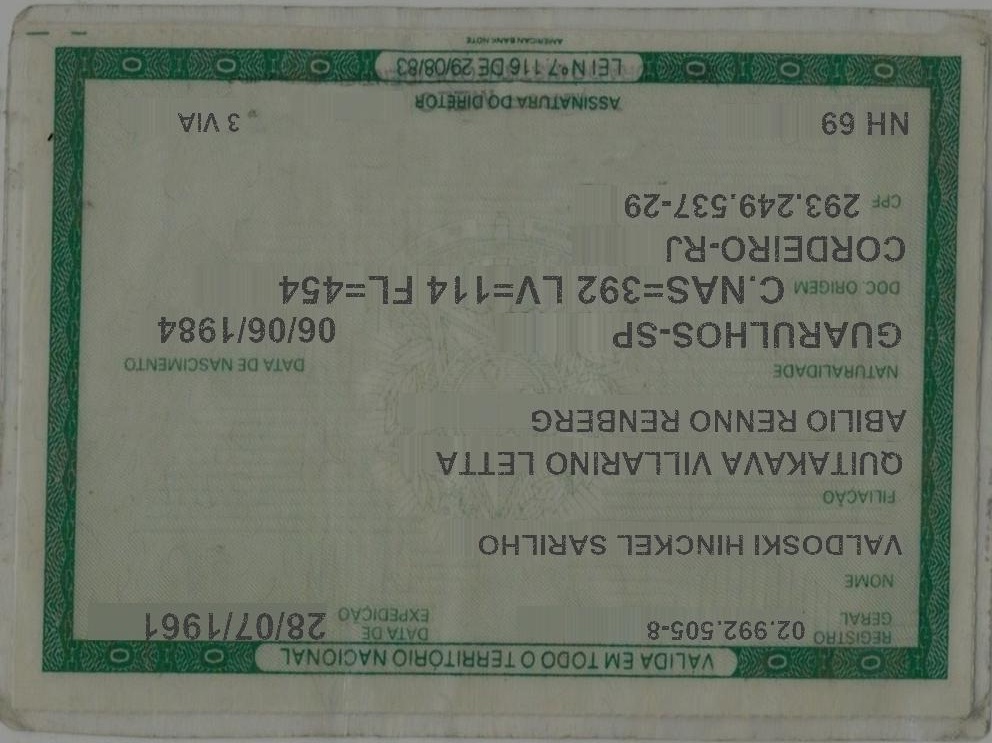 VÁLIDA EM TODO O TERRITÓRIO NACIONAL
REGISTRO GERAL 02.992.505-8 DATA DE EXPEDIÇÃO 28/07/1961
NOME
VALDOSKI HINCKEL SARILHO
FILIAÇÃO
QUITAKAVA VILLARINO LETTA
ABILIO RENNO RENBERG
NATURALIDADE DATA DE NASCIMENTO
GUARULHOS-SP 06/06/1984
DOC. ORIGEM C.NAS=392 LV=114 FL=454
CORDEIRO-RJ
CPF 293.249.537-29
NH 69 3 VIA
ASSINATURA DO DIRETOR
LEI Nº 7.116 DE 29/08/83
AMERICAN BANK NOTE